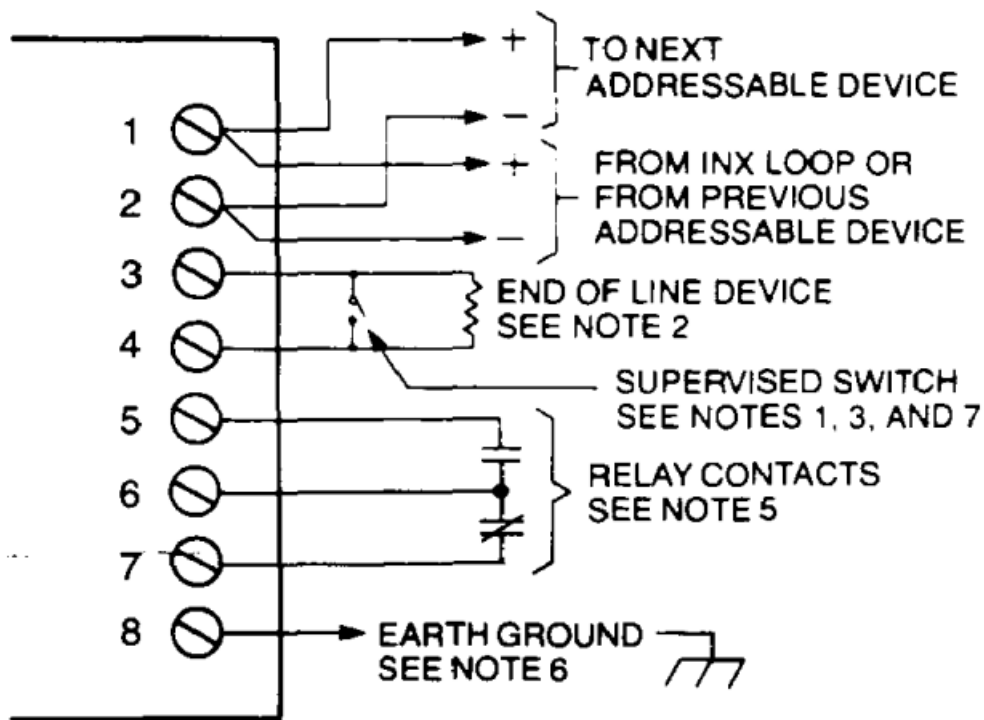 + TO NEXT
ADDRESSABLE DEVICE
1
−
+ FROM INX LOOP OR
2 FROM PREVIOUS
ADDRESSABLE DEVICE
−
3
END OF LINE DEVICE
SEE NOTE 2
4
SUPERVISED SWITCH
SEE NOTES 1, 3, AND 7
5
RELAY CONTACTS
6 SEE NOTE 5
7
8 EARTH GROUND
SEE NOTE 6